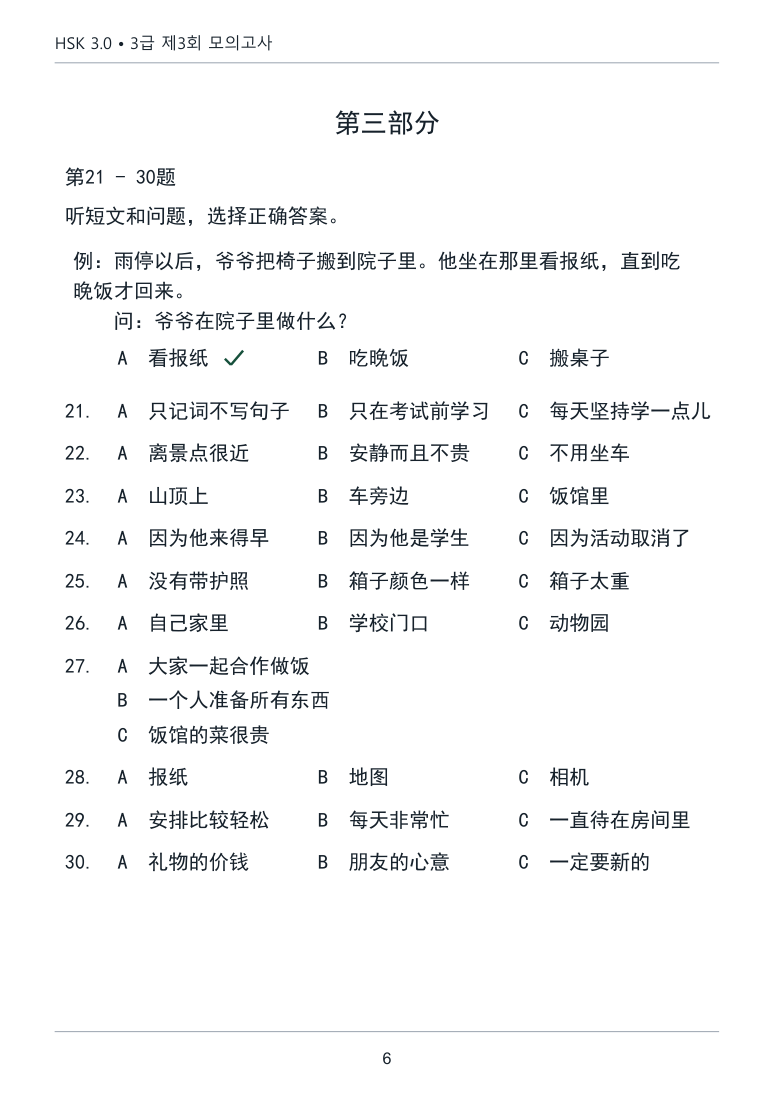 HSK 3.0 • 3급 제3회 모의고사
第三部分
第21 - 30题
听短文和问题，选择正确答案。
例：雨停以后，爷爷把椅子搬到院子里。他坐在那里看报纸，直到吃
晚饭才回来。
问：爷爷在院子里做什么？
A 看报纸 ✓ B 吃晚饭 C 搬桌子
21. A 只记词不写句子 B 只在考试前学习 C 每天坚持学一点儿
22. A 离景点很近 B 安静而且不贵 C 不用坐车
23. A 山顶上 B 车旁边 C 饭馆里
24. A 因为他来得早 B 因为他是学生 C 因为活动取消了
25. A 没有带护照 B 箱子颜色一样 C 箱子太重
26. A 自己家里 B 学校门口 C 动物园
27. A 大家一起合作做饭
B 一个人准备所有东西
C 饭馆的菜很贵
28. A 报纸 B 地图 C 相机
29. A 安排比较轻松 B 每天非常忙 C 一直待在房间里
30. A 礼物的价钱 B 朋友的心意 C 一定要新的
6